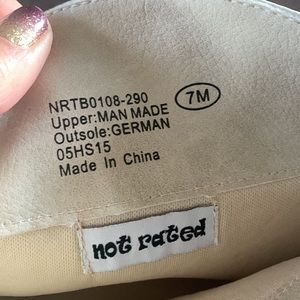 NRTB0108-290 7M
Upper:MAN MADE
Outsole:GERMAN
05HS15
Made In China
not rated